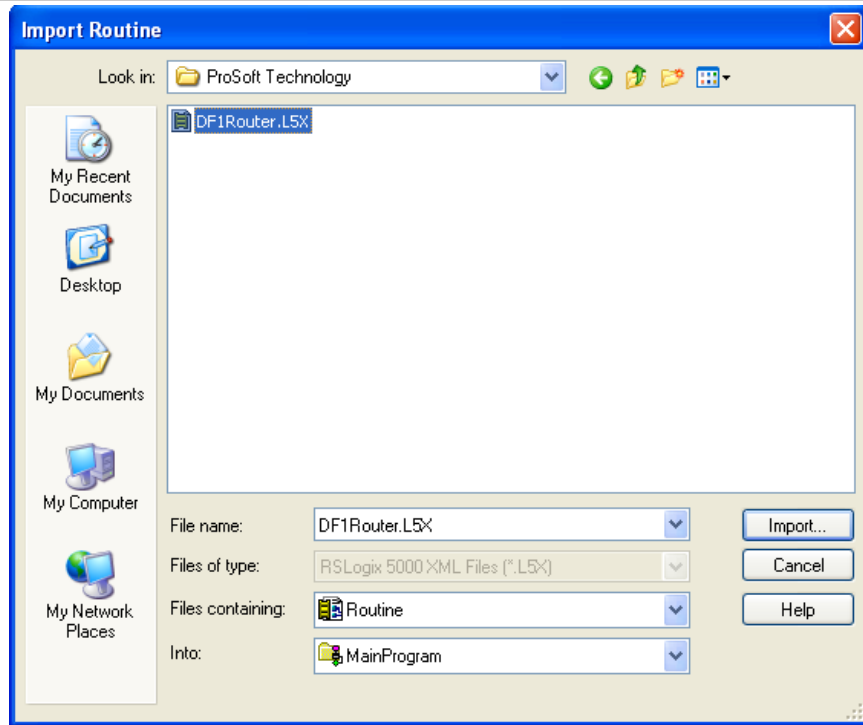 Import Routine
Look in: ProSoft Technology
DF1Router.L5X
My Recent
Documents
Desktop
My Documents
My Computer
My Network
Places
File name: DF1Router.L5X Import...
Files of type: RSLogix 5000 XML Files (*.L5X) Cancel
Files containing: Routine Help
Into: MainProgram